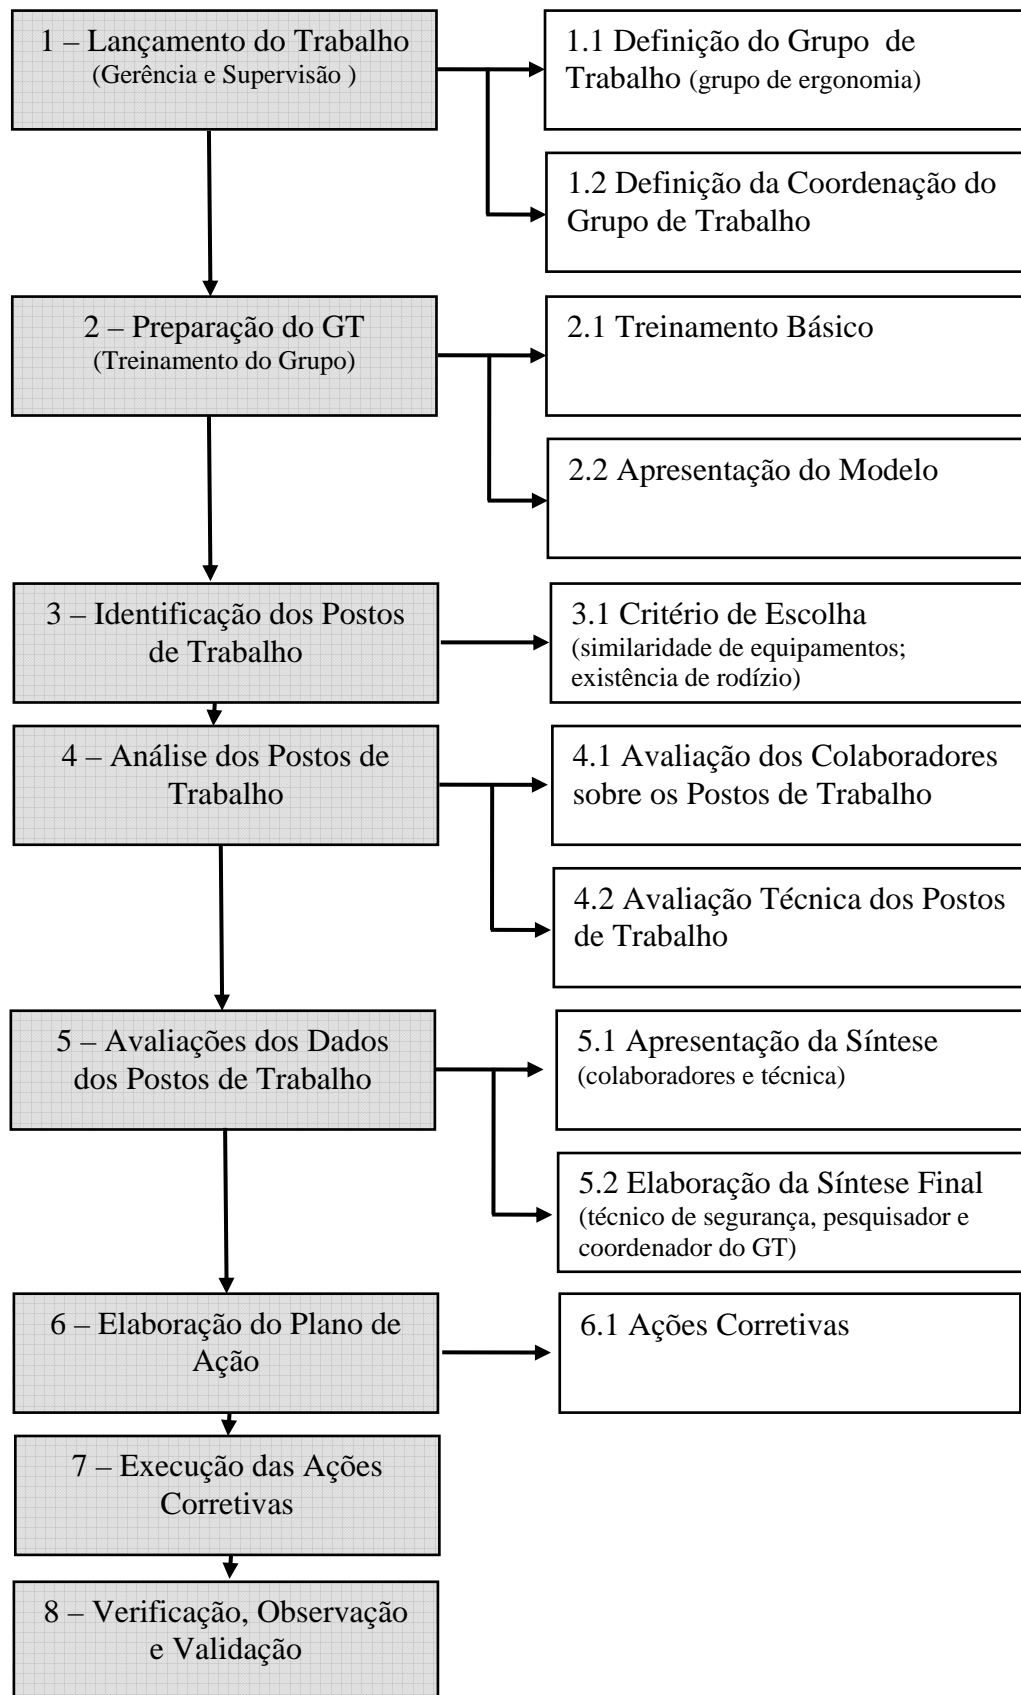 1 – Lançamento do Trabalho
(Gerência e Supervisão )
1.1 Definição do Grupo de
Trabalho (grupo de ergonomia)
1.2 Definição da Coordenação do
Grupo de Trabalho
2 – Preparação do GT
(Treinamento do Grupo)
2.1 Treinamento Básico
2.2 Apresentação do Modelo
3 – Identificação dos Postos
de Trabalho
3.1 Critério de Escolha
(similaridade de equipamentos;
existência de rodízio)
4 – Análise dos Postos de
Trabalho
4.1 Avaliação dos Colaboradores
sobre os Postos de Trabalho
4.2 Avaliação Técnica dos Postos
de Trabalho
5 – Avaliações dos Dados
dos Postos de Trabalho
5.1 Apresentação da Síntese
(colaboradores e técnica)
5.2 Elaboração da Síntese Final
(técnico de segurança, pesquisador e
coordenador do GT)
6 – Elaboração do Plano de
Ação
6.1 Ações Corretivas
7 – Execução das Ações
Corretivas
8 – Verificação, Observação
e Validação